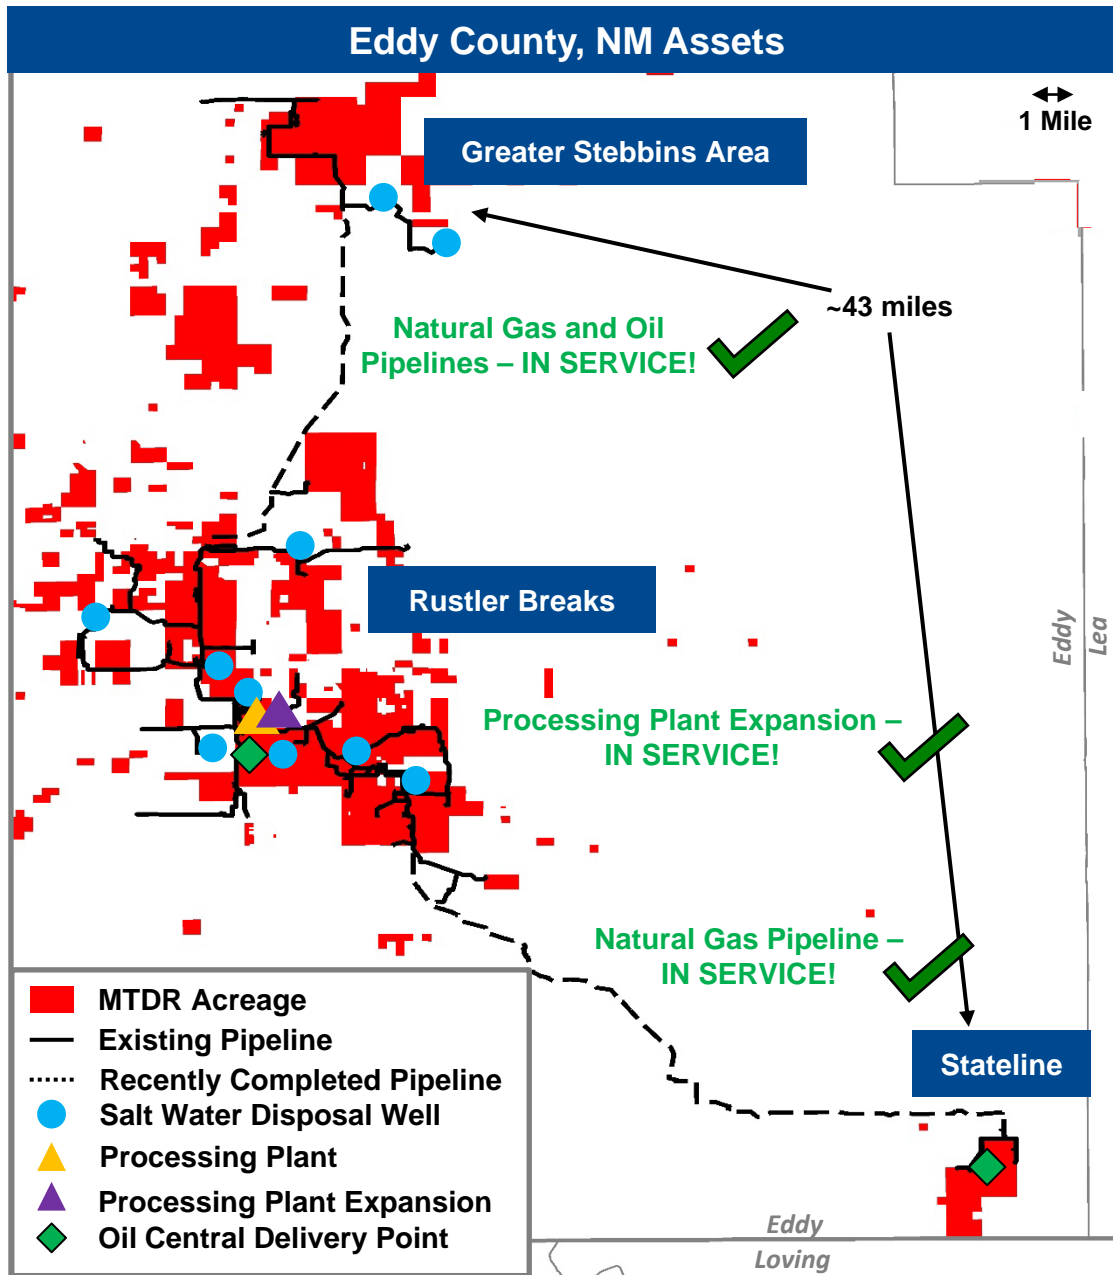 Eddy County, NM Assets
1 Mile
Greater Stebbins Area
~43 miles
Natural Gas and Oil
Pipelines – IN SERVICE!
Rustler Breaks
Eddy
Lea
Processing Plant Expansion –
IN SERVICE!
Natural Gas Pipeline –
IN SERVICE!
Stateline
MTDR Acreage
Existing Pipeline
Recently Completed Pipeline
Salt Water Disposal Well
Processing Plant
Processing Plant Expansion
Oil Central Delivery Point
Eddy
Loving